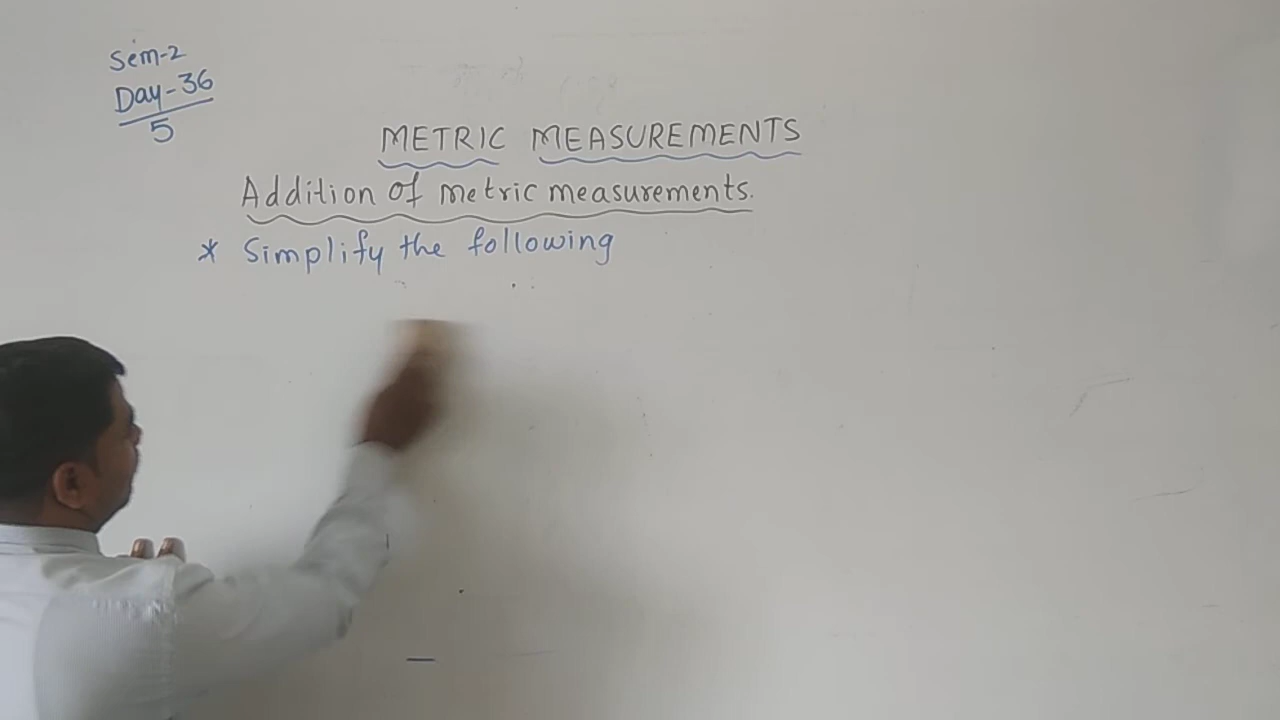 Sem-2
Day-36
5
METRIC MEASUREMENTS
Addition of metric measurements.
* Simplify the following